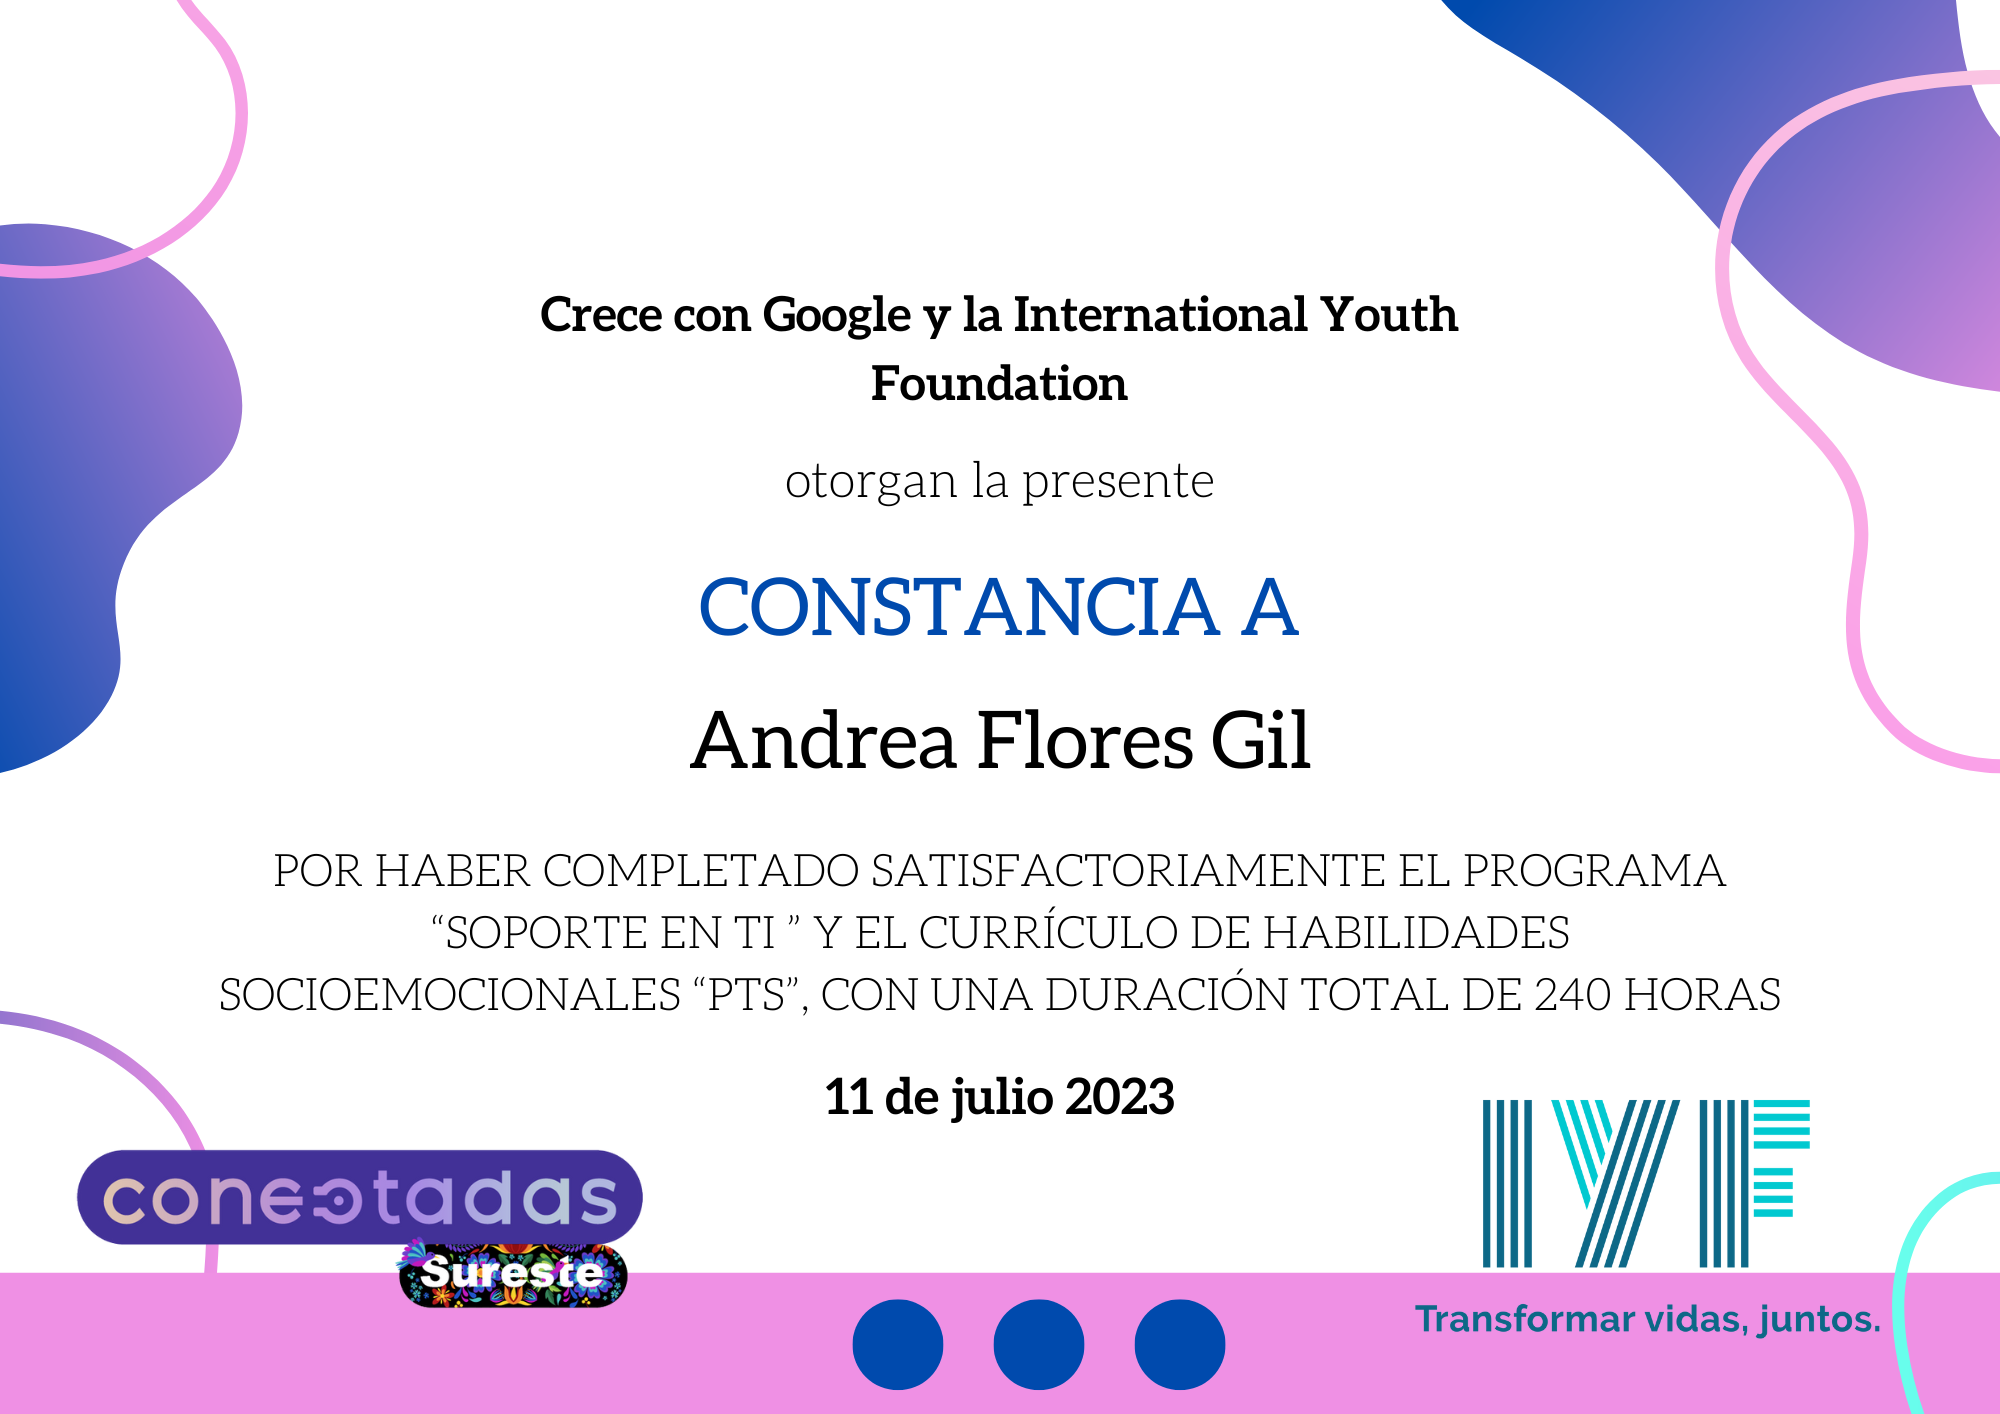 Crece con Google y la International Youth
Foundation
otorgan la presente
CONSTANCIA A
Andrea Flores Gil
POR HABER COMPLETADO SATISFACTORIAMENTE EL PROGRAMA
“SOPORTE EN TI ” Y EL CURRÍCULO DE HABILIDADES
SOCIOEMOCIONALES “PTS”, CON UNA DURACIÓN TOTAL DE 240 HORAS
11 de julio 2023
conectadas
Sureste
IYF
Transformar vidas, juntos.